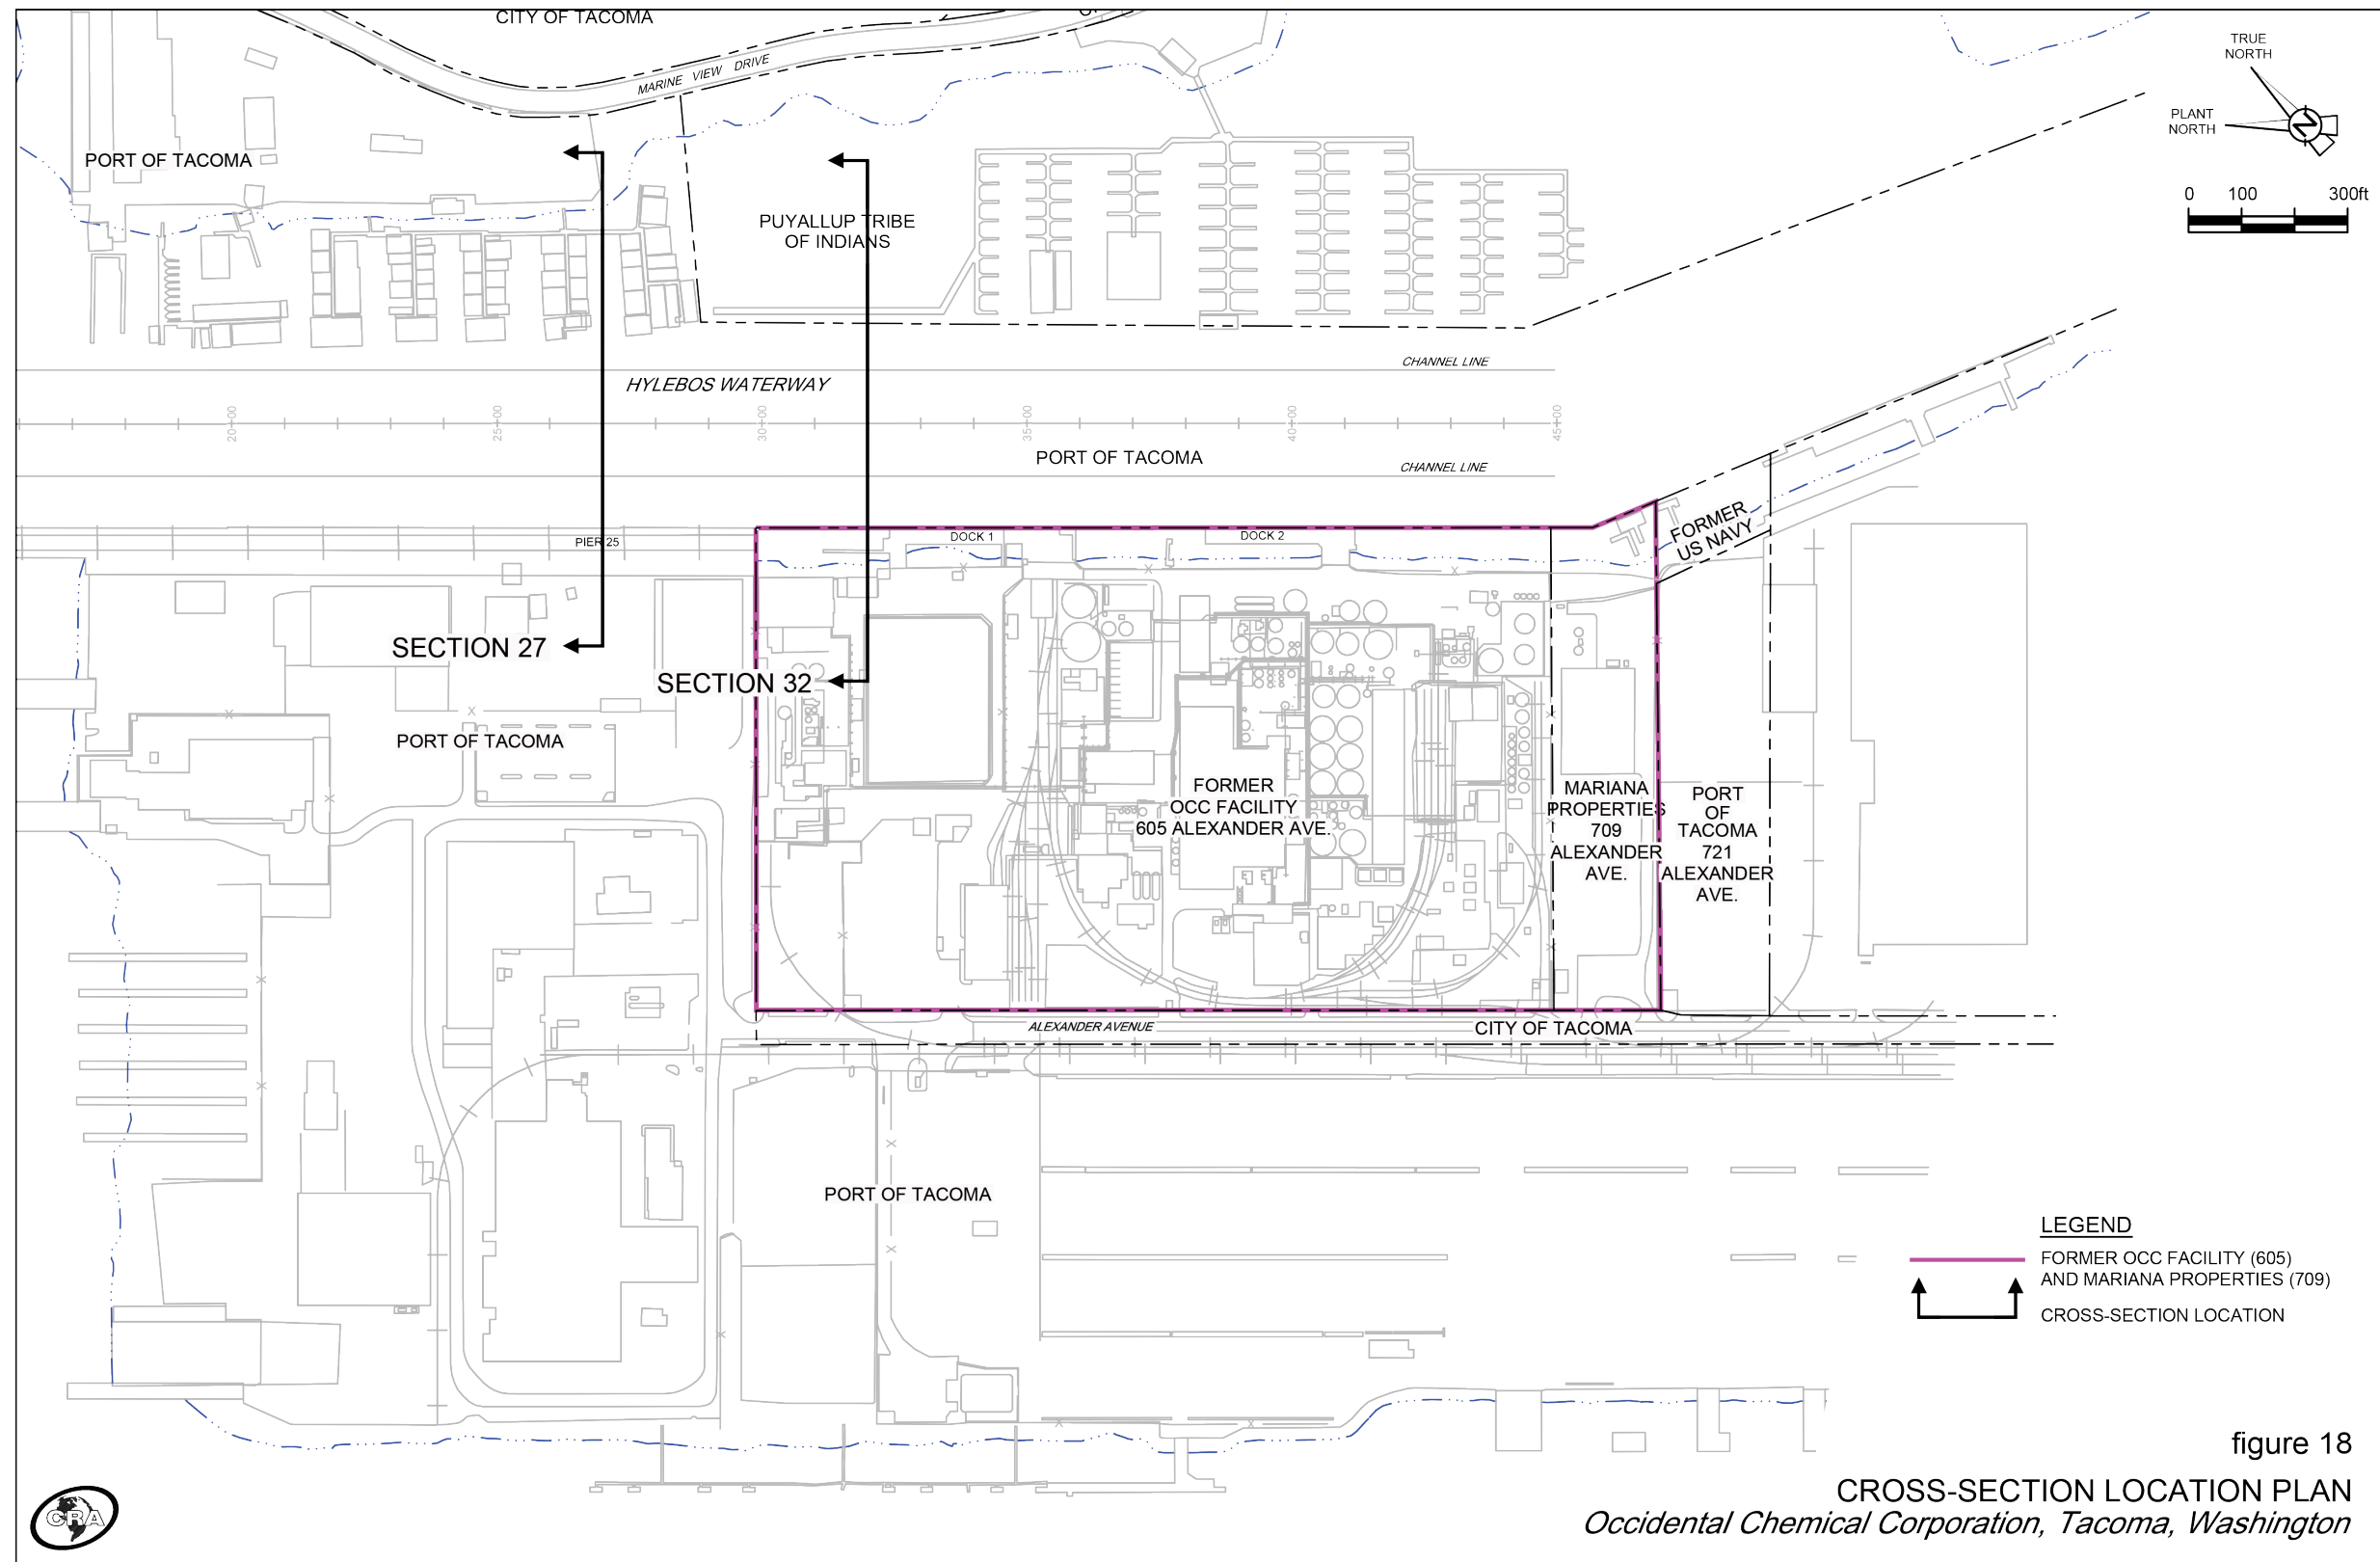 CITY OF TACOMA
MARINE VIEW DRIVE
TRUE
NORTH
PLANT
NORTH
N
0 100 300ft
PORT OF TACOMA
PUYALLUP TRIBE
OF INDIANS
CHANNEL LINE
HYLEBOS WATERWAY
20+00
25+00
30+00
35+00
40+00
45+00
PORT OF TACOMA
CHANNEL LINE
PIER 25
DOCK 1
DOCK 2
FORMER
US NAVY
SECTION 27
SECTION 32
PORT OF TACOMA
FORMER
OCC FACILITY
605 ALEXANDER AVE.
MARIANA
PROPERTIES
709
ALEXANDER
AVE.
PORT
OF
TACOMA
721
ALEXANDER
AVE.
ALEXANDER AVENUE
CITY OF TACOMA
PORT OF TACOMA
LEGEND
FORMER OCC FACILITY (605)
AND MARIANA PROPERTIES (709)
CROSS-SECTION LOCATION
figure 18
CROSS-SECTION LOCATION PLAN
Occidental Chemical Corporation, Tacoma, Washington
CRA